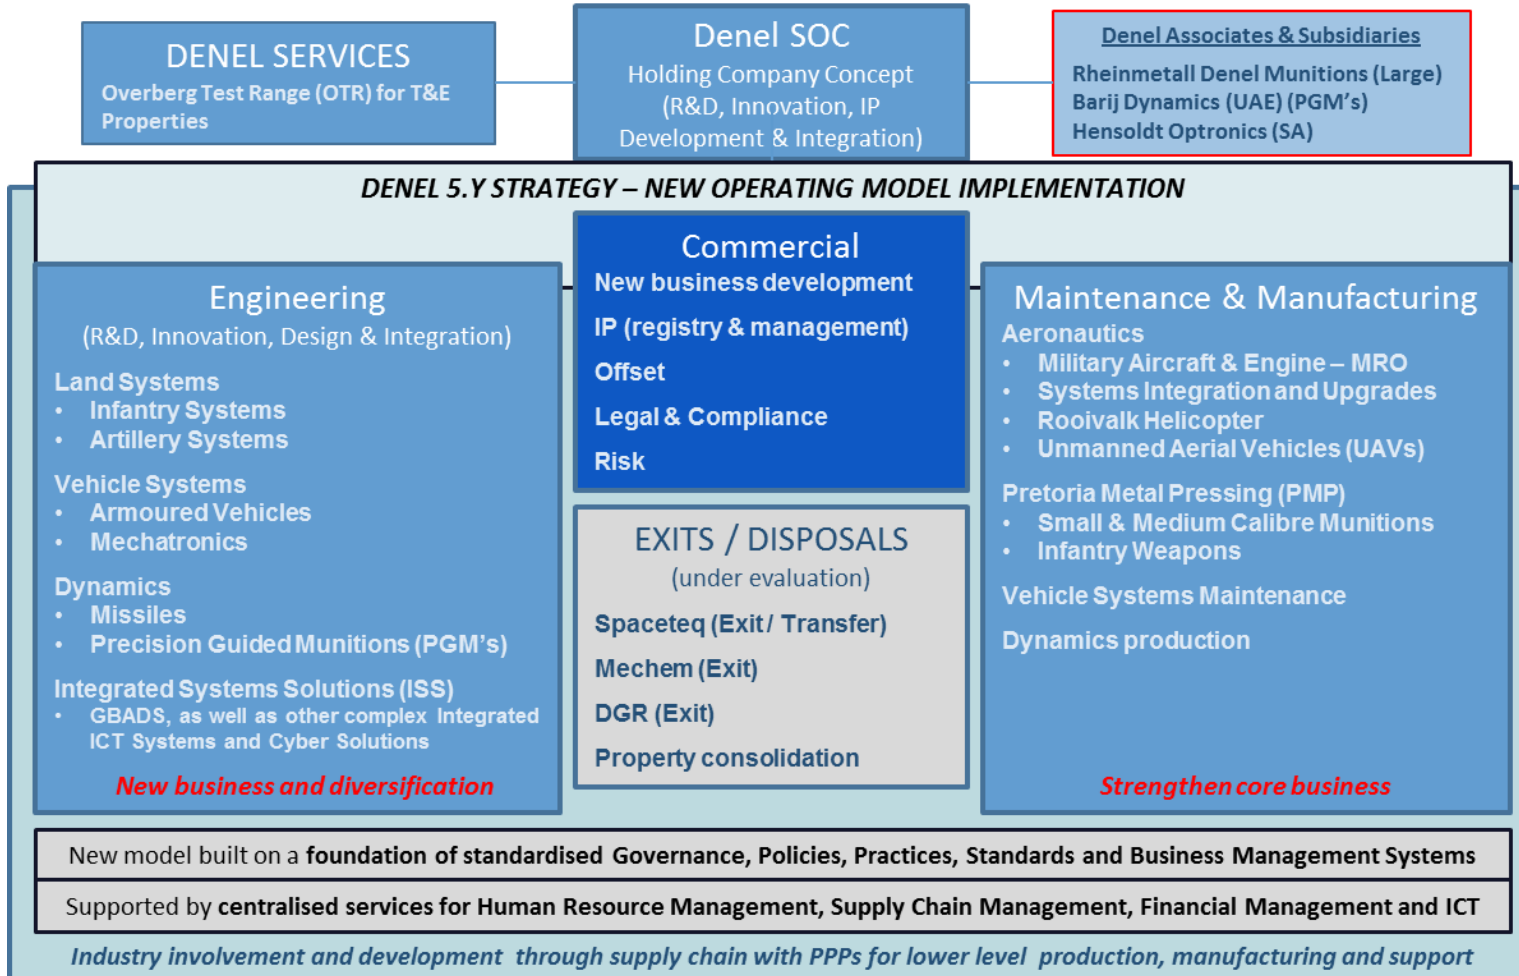 DENEL SERVICES
Overberg Test Range (OTR) for T&E
Properties
Denel SOC
Holding Company Concept
(R&D, Innovation, IP
Development & Integration)
Denel Associates & Subsidiaries
Rheinmetall Denel Munitions (Large)
Barij Dynamics (UAE) (PGM's)
Hensoldt Optronics (SA)
DENEL 5.Y STRATEGY – NEW OPERATING MODEL IMPLEMENTATION
Engineering
(R&D, Innovation, Design & Integration)
Land Systems
• Infantry Systems
• Artillery Systems
Vehicle Systems
• Armoured Vehicles
• Mechatronics
Dynamics
• Missiles
• Precision Guided Munitions (PGM's)
Integrated Systems Solutions (ISS)
• GBADS, as well as other complex Integrated
ICT Systems and Cyber Solutions
New business and diversification
Commercial
New business development
IP (registry & management)
Offset
Legal & Compliance
Risk
EXITS / DISPOSALS
(under evaluation)
Spaceteq (Exit / Transfer)
Mechem (Exit)
DGR (Exit)
Property consolidation
Maintenance & Manufacturing
Aeronautics
• Military Aircraft & Engine – MRO
• Systems Integration and Upgrades
• Rooivalk Helicopter
• Unmanned Aerial Vehicles (UAVs)
Pretoria Metal Pressing (PMP)
• Small & Medium Calibre Munitions
• Infantry Weapons
Vehicle Systems Maintenance
Dynamics production
Strengthen core business
New model built on a foundation of standardised Governance, Policies, Practices, Standards and Business Management Systems
Supported by centralised services for Human Resource Management, Supply Chain Management, Financial Management and ICT
Industry involvement and development through supply chain with PPPs for lower level production, manufacturing and support